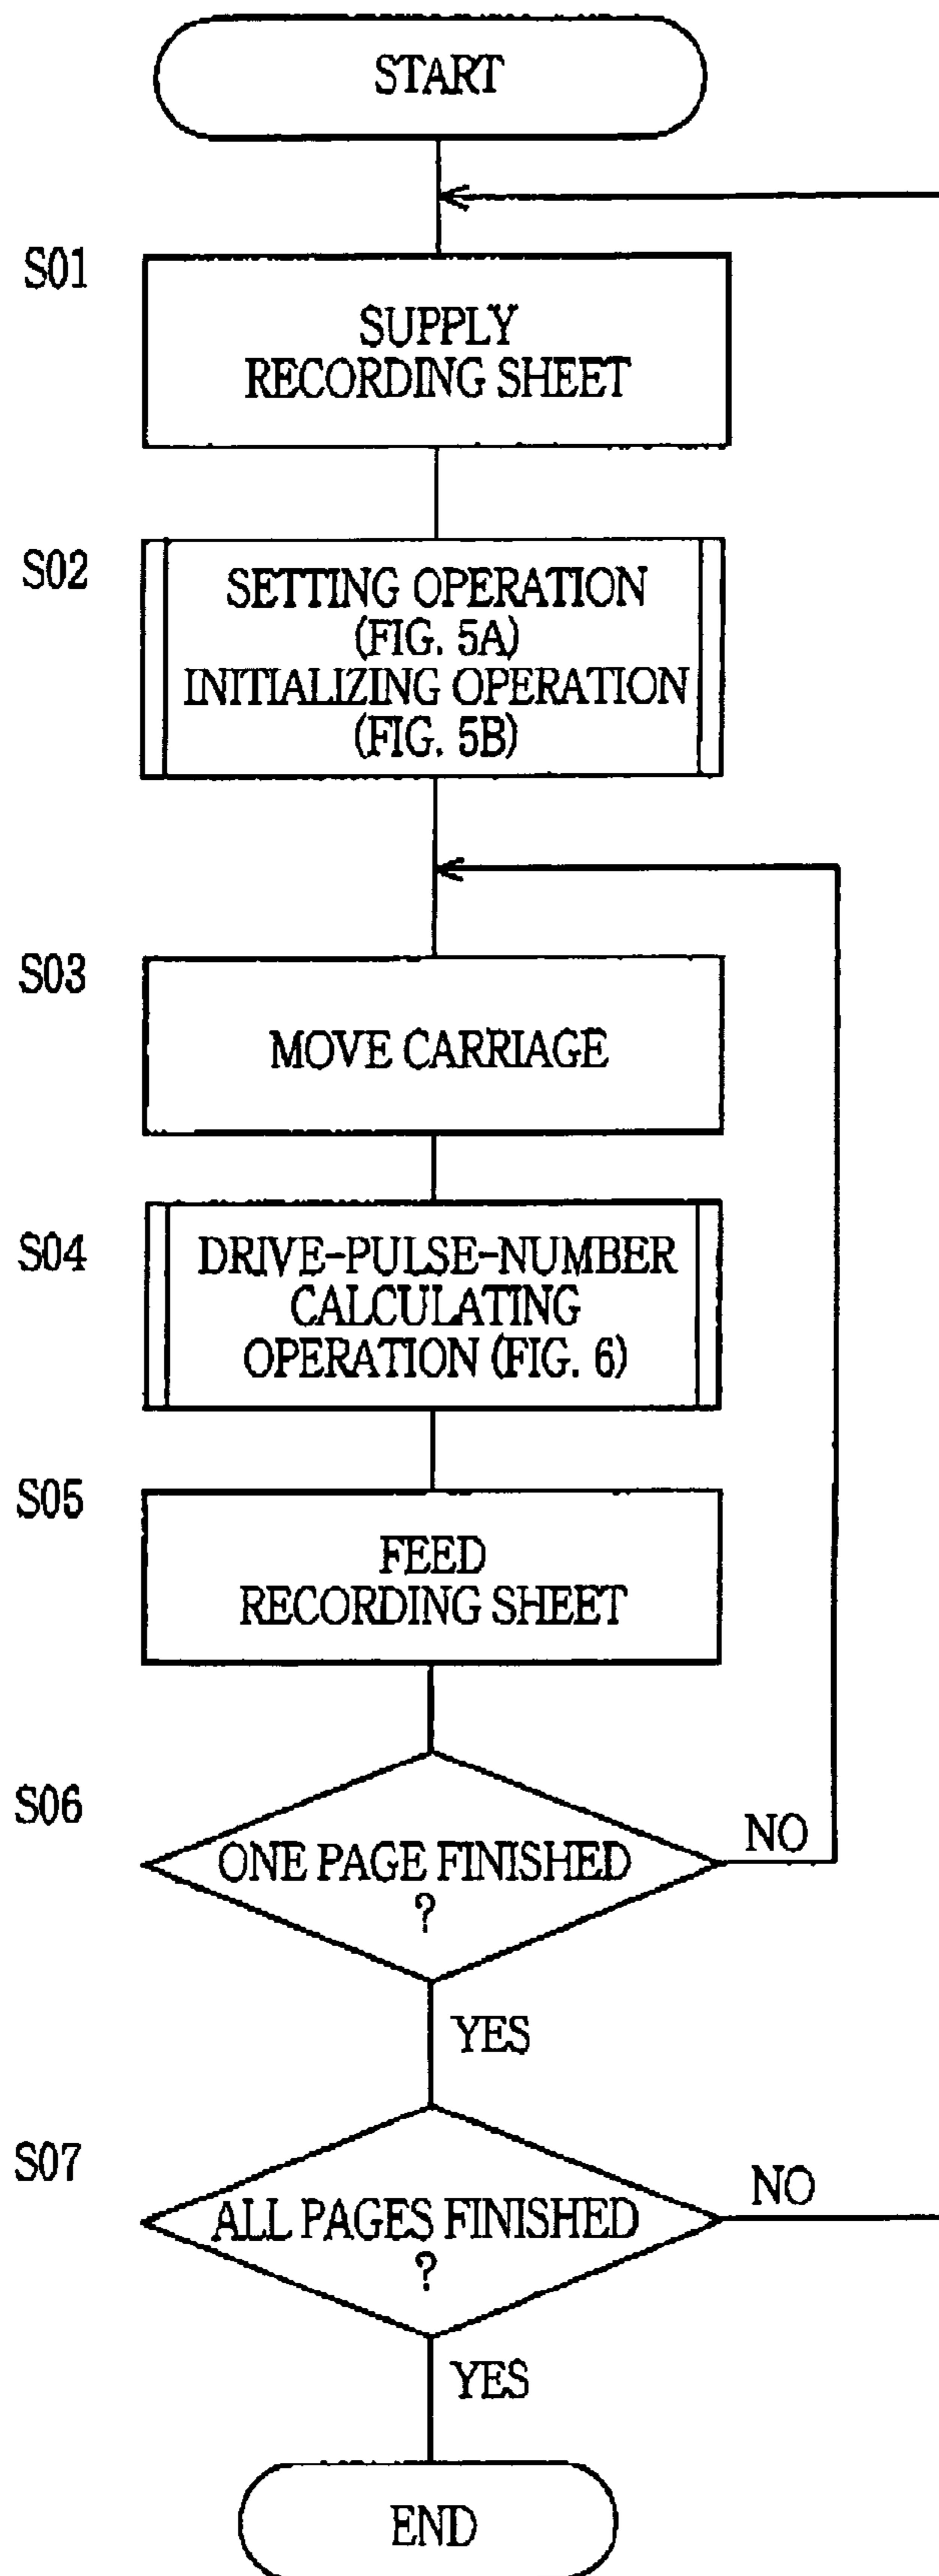 START
S01
SUPPLY
RECORDING SHEET
S02
SETTING OPERATION
(FIG. 5A)
INITIALIZING OPERATION
(FIG. 5B)
S03
MOVE CARRIAGE
S04
DRIVE-PULSE-NUMBER
CALCULATING
OPERATION (FIG. 6)
S05
FEED
RECORDING SHEET
S06
ONE PAGE FINISHED
?
NO
YES
S07
ALL PAGES FINISHED
?
NO
YES
END